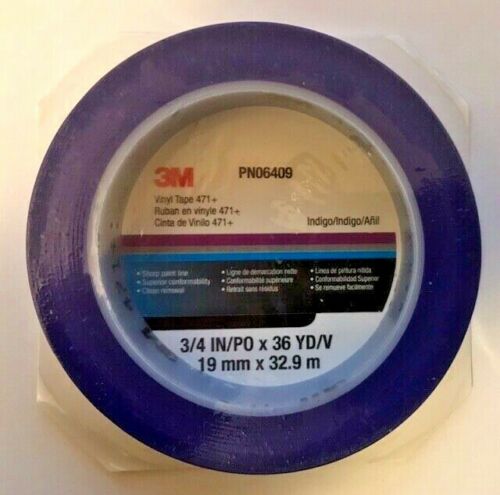 3M
PN06409
Vinyl Tape 471+
Ruban en vinyle 471+
Cinta de Vinilo 471+
Indigo/Indigo/Añil
• Sharp paint line
• Superior conformability
• Clean removal
• Ligne de démarcation nette
• Conformabilité supérieure
• Retrait sans résidus
• Línea de pintura nítida
• Conformabilidad Superior
• Se remueve facilmente
3/4 IN/PO x 36 YD/V
19 mm x 32.9 m